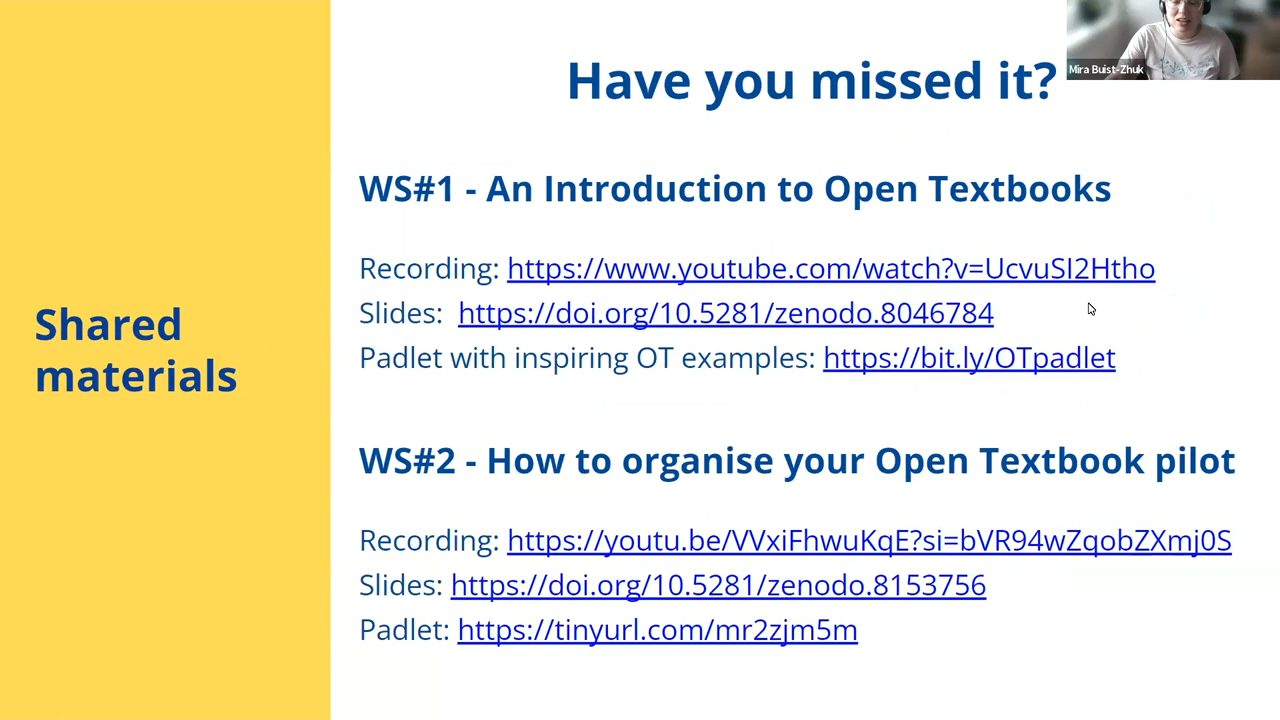 Have you missed it?
Mira Buist-Zhuk
WS#1 - An Introduction to Open Textbooks
Recording: https://www.youtube.com/watch?v=UcvuSI2Htho
Slides: https://doi.org/10.5281/zenodo.8046784
Padlet with inspiring OT examples: https://bit.ly/OTpadlet
Shared
materials
WS#2 - How to organise your Open Textbook pilot
Recording: https://youtu.be/VVxiFhwuKqE?si=bVR94wZqobZXmj0S
Slides: https://doi.org/10.5281/zenodo.8153756
Padlet: https://tinyurl.com/mr2zjm5m